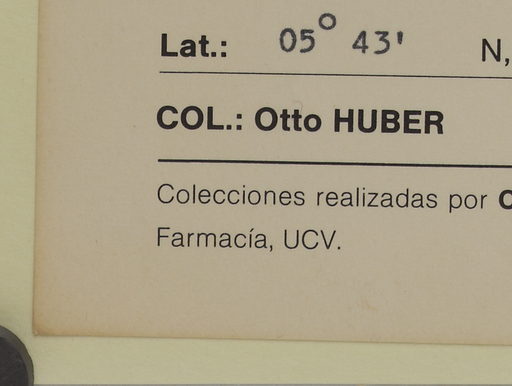 Lat.: 05° 43' N,
COL.: Otto HUBER
Colecciones realizadas por
Farmacía, UCV.